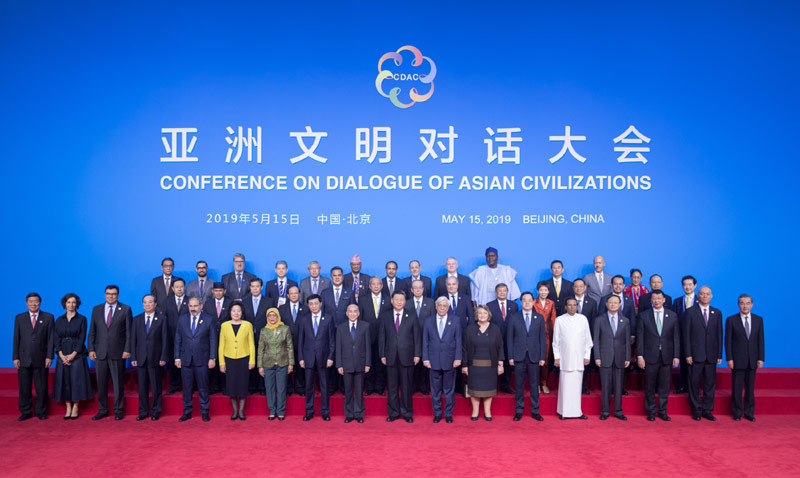 CDAC
亚洲文明对话大会
CONFERENCE ON DIALOGUE OF ASIAN CIVILIZATIONS
2019年5月15日 中国·北京 MAY 15, 2019 BEIJING, CHINA